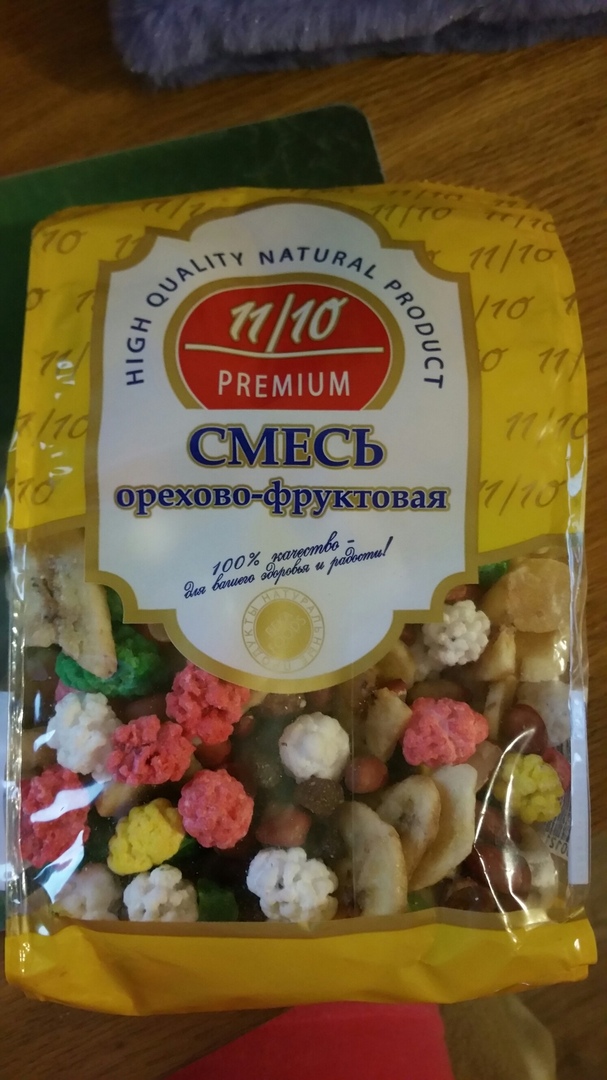 HIGH QUALITY NATURAL PRODUCT
11/10
PREMIUM
СМЕСЬ
орехово-фруктовая
100% качество -
для вашего здоровья и радости!